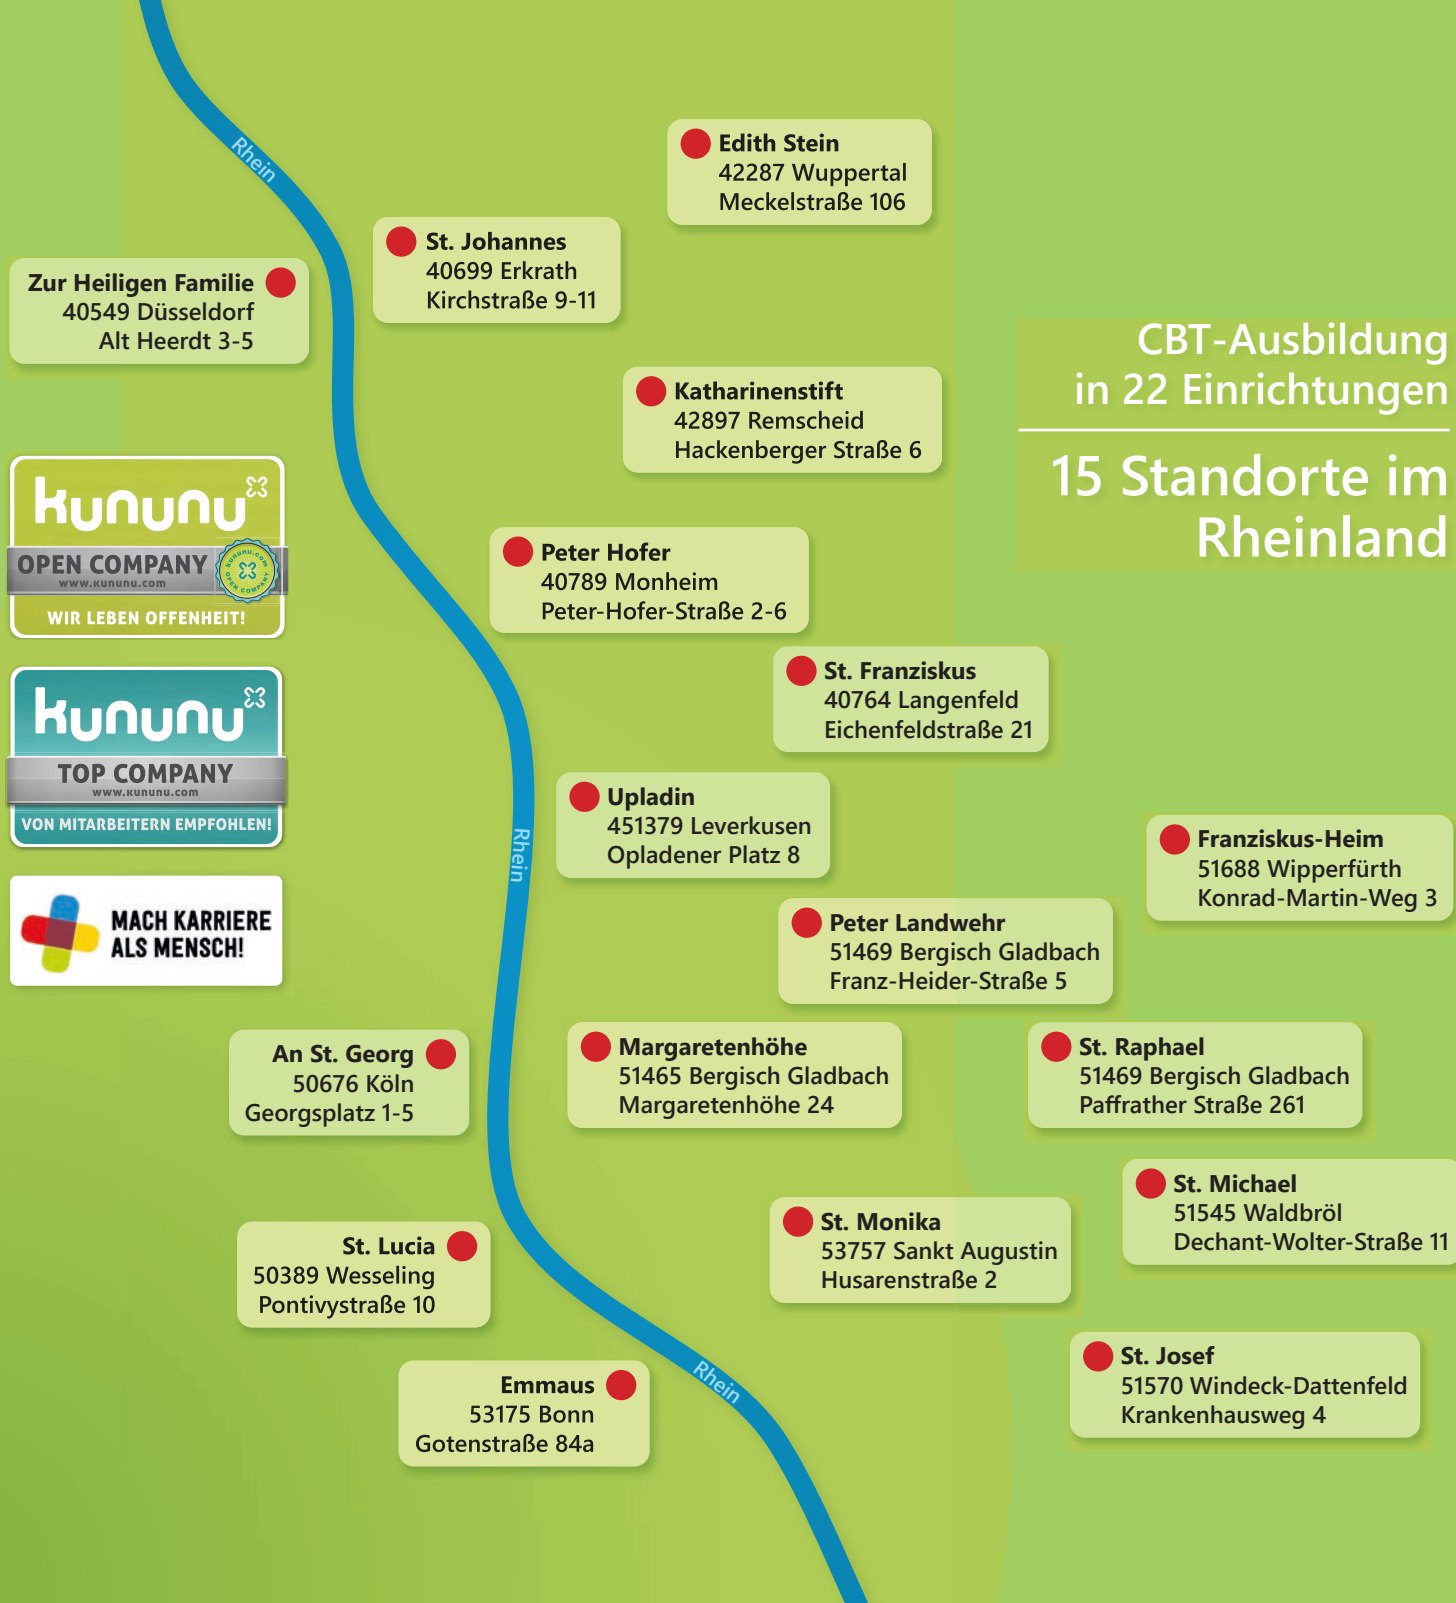 Rhein
Edith Stein
42287 Wuppertal
Meckelstraße 106
St. Johannes
40699 Erkrath
Kirchstraße 9-11
Zur Heiligen Familie
40549 Düsseldorf
Alt Heerdt 3-5
CBT-Ausbildung
in 22 Einrichtungen
15 Standorte im
Rheinland
Katharinenstift
42897 Remscheid
Hackenberger Straße 6
kununu
OPEN COMPANY
www.kununu.com
kununu.com
OPEN COMPANY
WIR LEBEN OFFENHEIT!
Peter Hofer
40789 Monheim
Peter-Hofer-Straße 2-6
St. Franziskus
40764 Langenfeld
Eichenfeldstraße 21
kununu
TOP COMPANY
www.kununu.com
VON MITARBEITERN EMPFOHLEN!
Upladin
451379 Leverkusen
Opladener Platz 8
Rhein
Franziskus-Heim
51688 Wipperfürth
Konrad-Martin-Weg 3
MACH KARRIERE
ALS MENSCH!
Peter Landwehr
51469 Bergisch Gladbach
Franz-Heider-Straße 5
An St. Georg
50676 Köln
Georgsplatz 1-5
Margaretenhöhe
51465 Bergisch Gladbach
Margaretenhöhe 24
St. Raphael
51469 Bergisch Gladbach
Paffrather Straße 261
St. Michael
51545 Waldbröl
Dechant-Wolter-Straße 11
St. Monika
53757 Sankt Augustin
Husarenstraße 2
St. Lucia
50389 Wesseling
Pontivystraße 10
St. Josef
51570 Windeck-Dattenfeld
Krankenhausweg 4
Emmaus
53175 Bonn
Gotenstraße 84a
Rhein